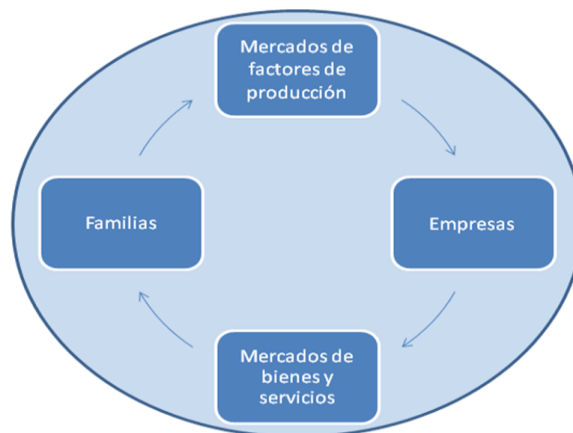 Mercados de
factores de
producción
Familias
Empresas
Mercados de
bienes y
servicios